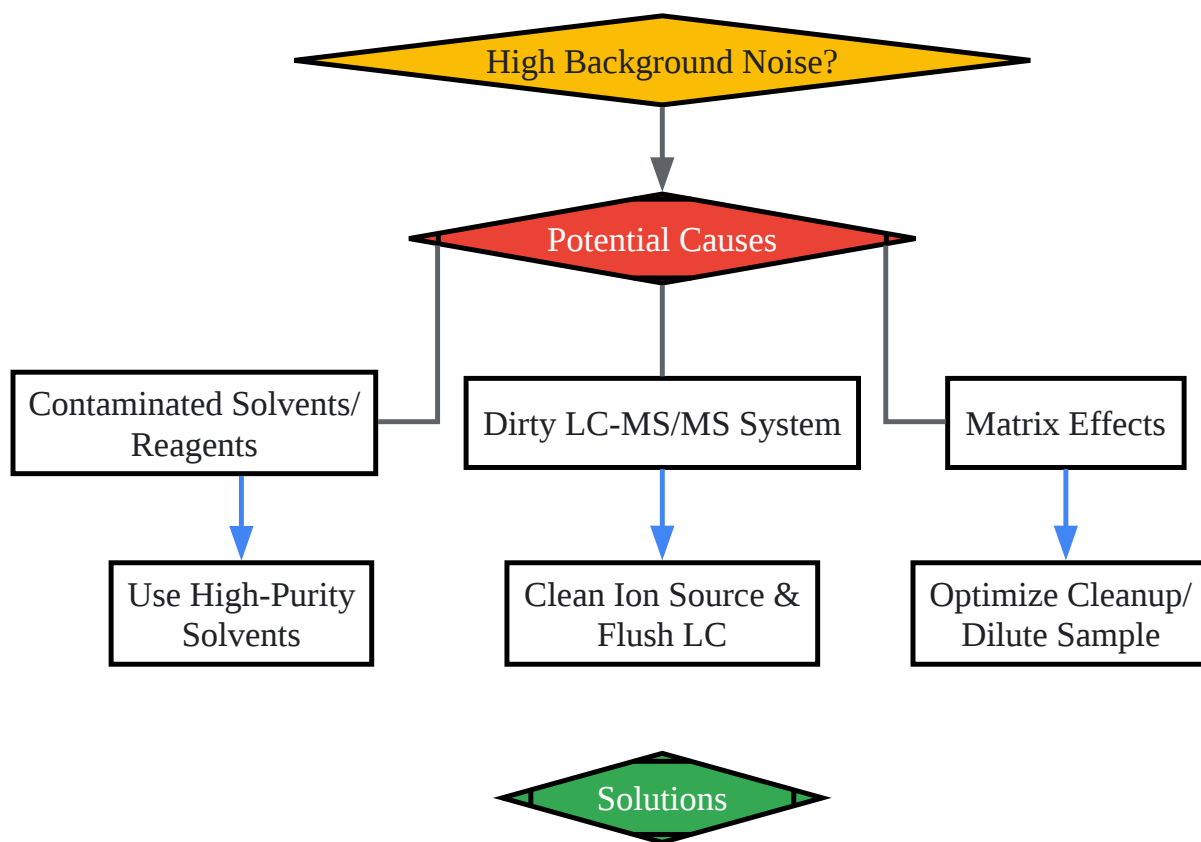 High Background Noise?
Potential Causes
Contaminated Solvents/
Reagents
Dirty LC-MS/MS System
Matrix Effects
Use High-Purity
Solvents
Clean Ion Source &
Flush LC
Optimize Cleanup/
Dilute Sample
Solutions